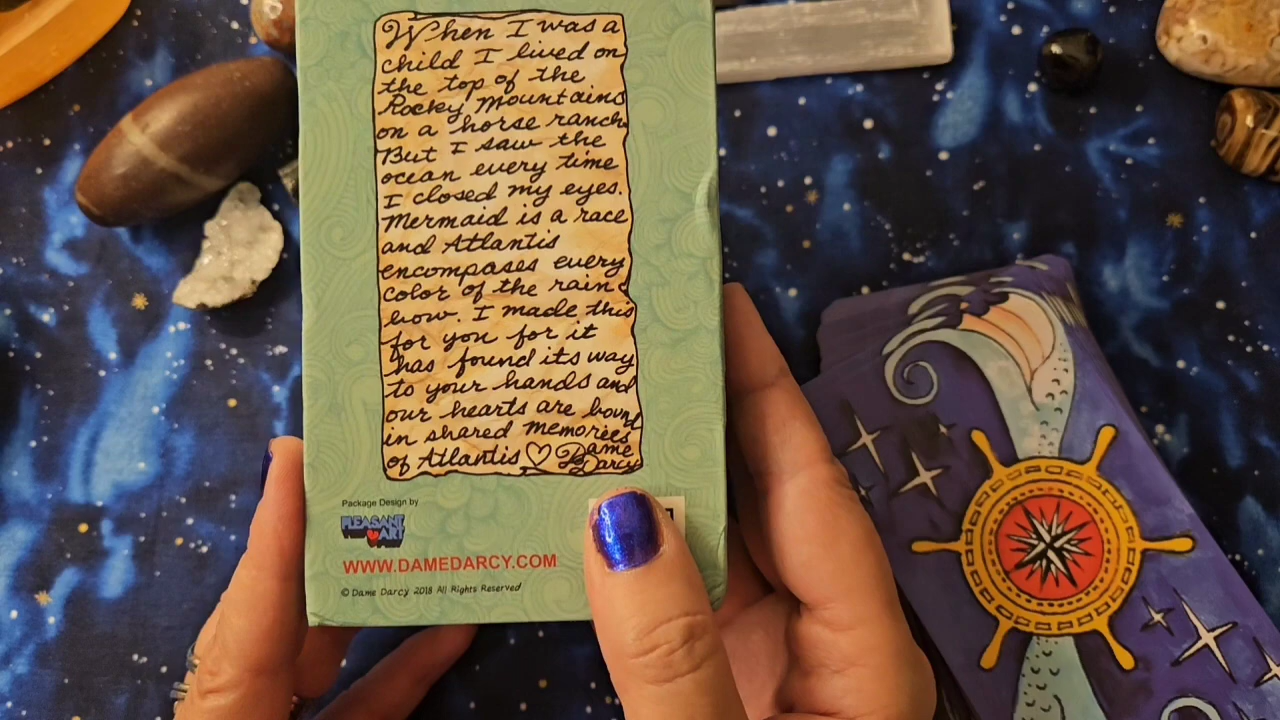 When I was a
child I lived on
the top of the
Rocky Mountains
on a horse ranch
But I saw the
ocean every time
I closed my eyes.
Mermaid is a race
and Atlantis
encompases every
color of the rain
bow. I made this
for you for it
has found its way
to your hands and
our hearts are bound
in shared memories
of Atlantis ♡ Dame
Darcy
Package Design by
PLEASANT
ART
WWW.DAMEDARCY.COM
© Dame Darcy 2018 All Rights Reserved